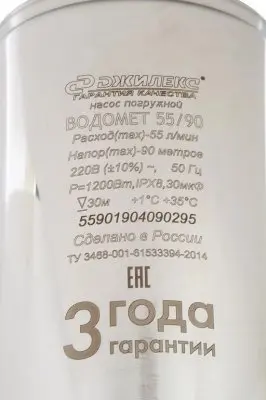 ДЖИЛЕКС®
ГАРАНТИЯ КАЧЕСТВА
насос погружной
ВОДОМЕТ 55/90
Расход(max)-55 л/мин
Напор(max)-90 метров
220В (±10%) ~, 50 Гц
P=1200Вт, IPX8, 30мкФ
▽30м +1°C ÷+35°C
55901904090295
Сделано в России
ТУ 3468-001-61533394-2014
ЕАС
3 года
гарантии